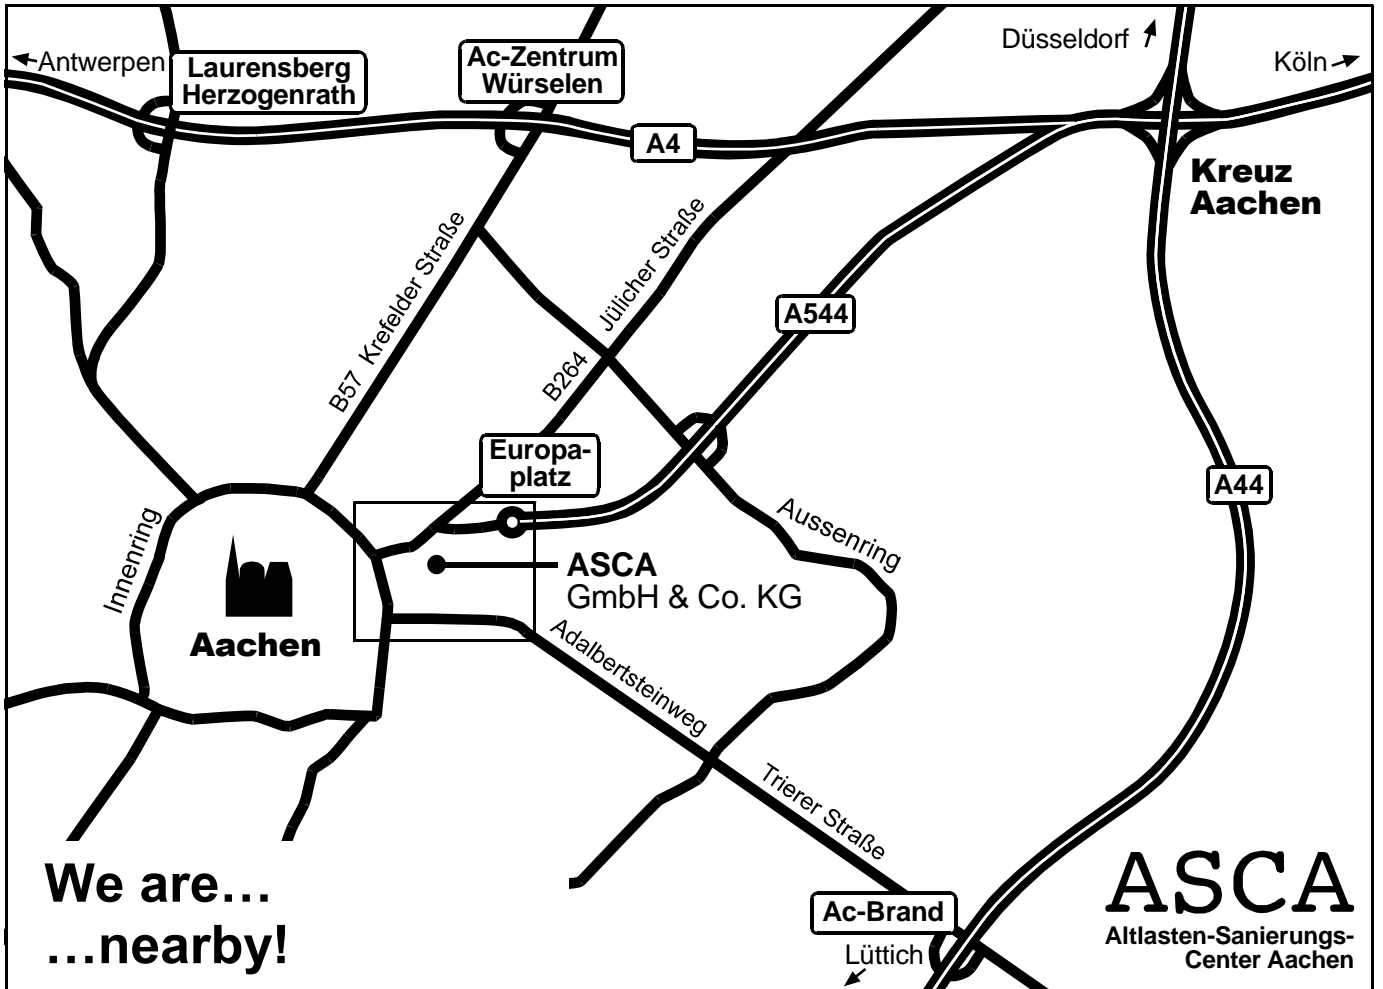 Düsseldorf
Antwerpen
Köln
Laurensberg
Herzogenrath
Ac-Zentrum
Würselen
A4
Kreuz
Aachen
B57 Krefelder Straße
B264 Jülicher Straße
A544
Europa-
platz
A44
Innenring
Aussenring
ASCA
GmbH & Co. KG
Aachen
Adalbertsteinweg
Trierer Straße
We are...
...nearby!
Ac-Brand
Lüttich
ASCA
Altlasten-Sanierungs-
Center Aachen